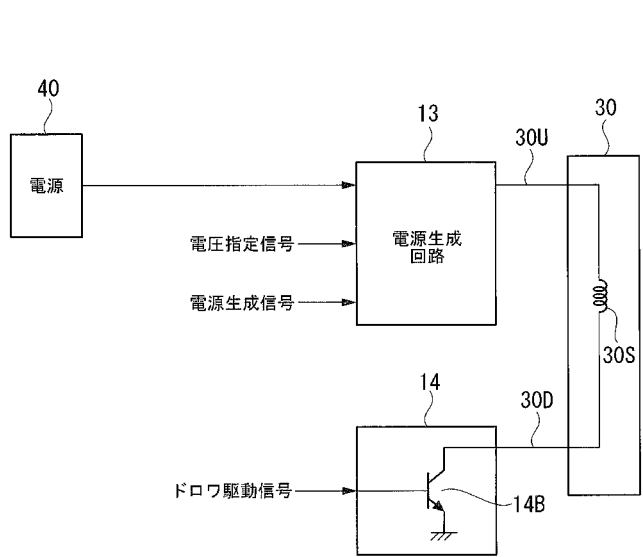 40
電源
13
電源生成
回路
30U
30
電圧指定信号
電源生成信号
30S
14
30D
ドロワ駆動信号
14B